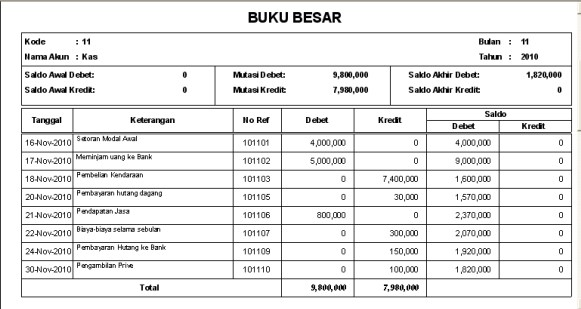 BUKU BESAR
Kode : 11 Bulan : 11
Nama Akun : Kas Tahun : 2010
Saldo Awal Debet: 0 Mutasi Debet: 9,800,000 Saldo Akhir Debet: 1,820,000
Saldo Awal Kredit: 0 Mutasi Kredit: 7,980,000 Saldo Akhir Kredit: 0
Tanggal Keterangan No Ref Debet Kredit Saldo
Debet Kredit
16-Nov-2010 Setoran Modal Awal 101101 4,000,000 0 4,000,000 0
17-Nov-2010 Meminjam uang ke Bank 101102 5,000,000 0 9,000,000 0
18-Nov-2010 Pembelian Kendaraan 101103 0 7,400,000 1,600,000 0
20-Nov-2010 Pembayaran hutang dagang 101105 0 30,000 1,570,000 0
21-Nov-2010 Pendapatan Jasa 101106 800,000 0 2,370,000 0
22-Nov-2010 Biaya-biaya selama sebulan 101107 0 300,000 2,070,000 0
24-Nov-2010 Pembayaran Hutang ke Bank 101109 0 150,000 1,920,000 0
30-Nov-2010 Pengambilan Prive 101110 0 100,000 1,820,000 0
Total 9,800,000 7,980,000